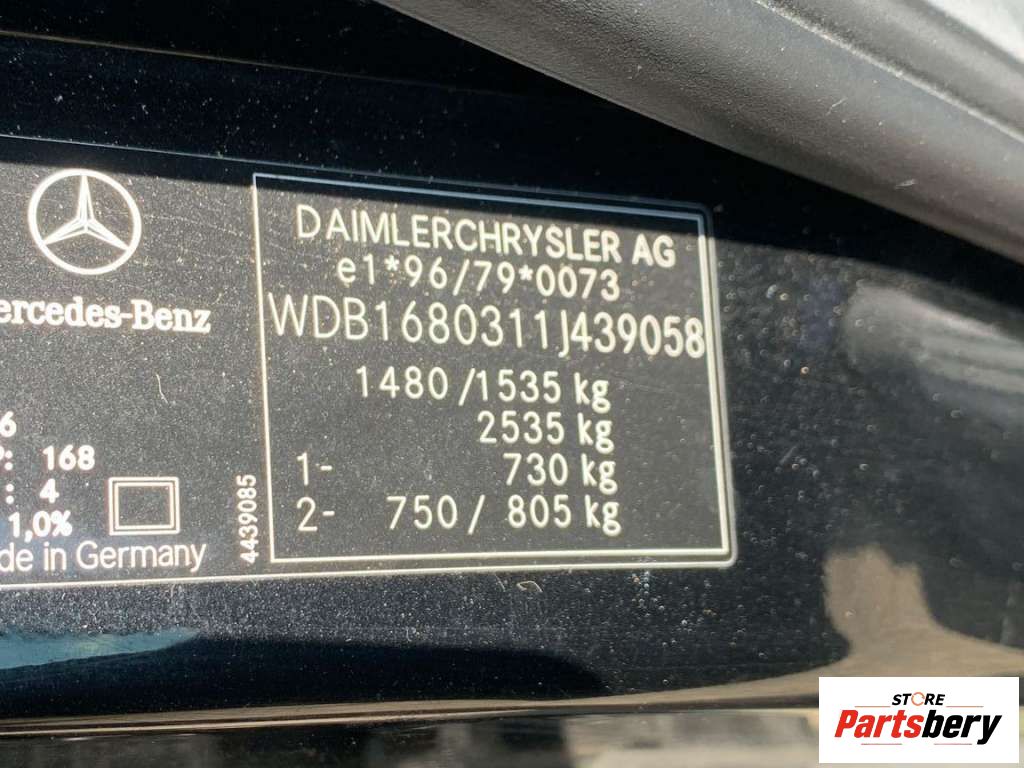 DAIMLERCHRYSLER AG
e1*96/79*0073
WDB1680311J439058
1480 / 1535 kg
2535 kg
1- 730 kg
2- 750 / 805 kg
4439085
ercedes-Benz
6
: 168
: 4
1,0%
de in Germany
STORE
Partsbery